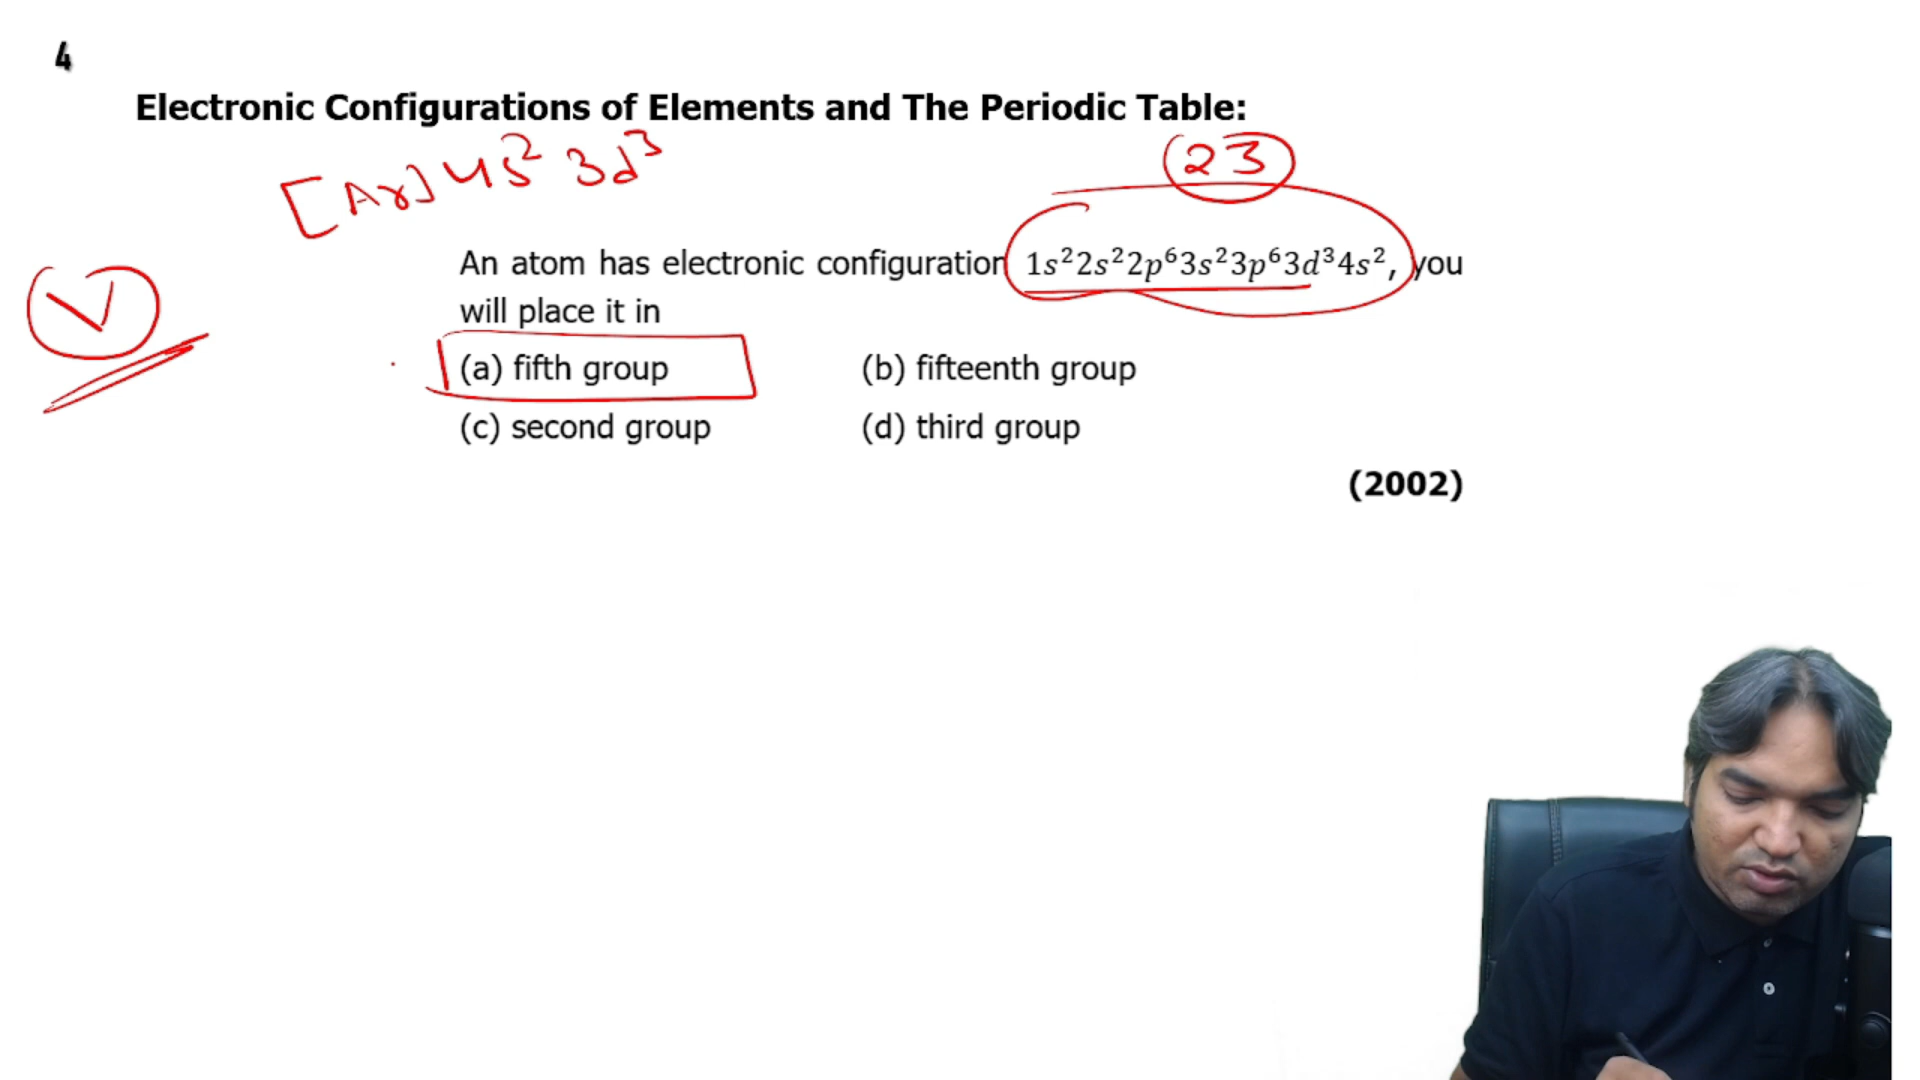 4
Electronic Configurations of Elements and The Periodic Table:
[Ar] 4s² 3d³
23
An atom has electronic configuration 1s²2s²2p⁶3s²3p⁶3d³4s², you
will place it in
V
(a) fifth group (b) fifteenth group
(c) second group (d) third group
(2002)